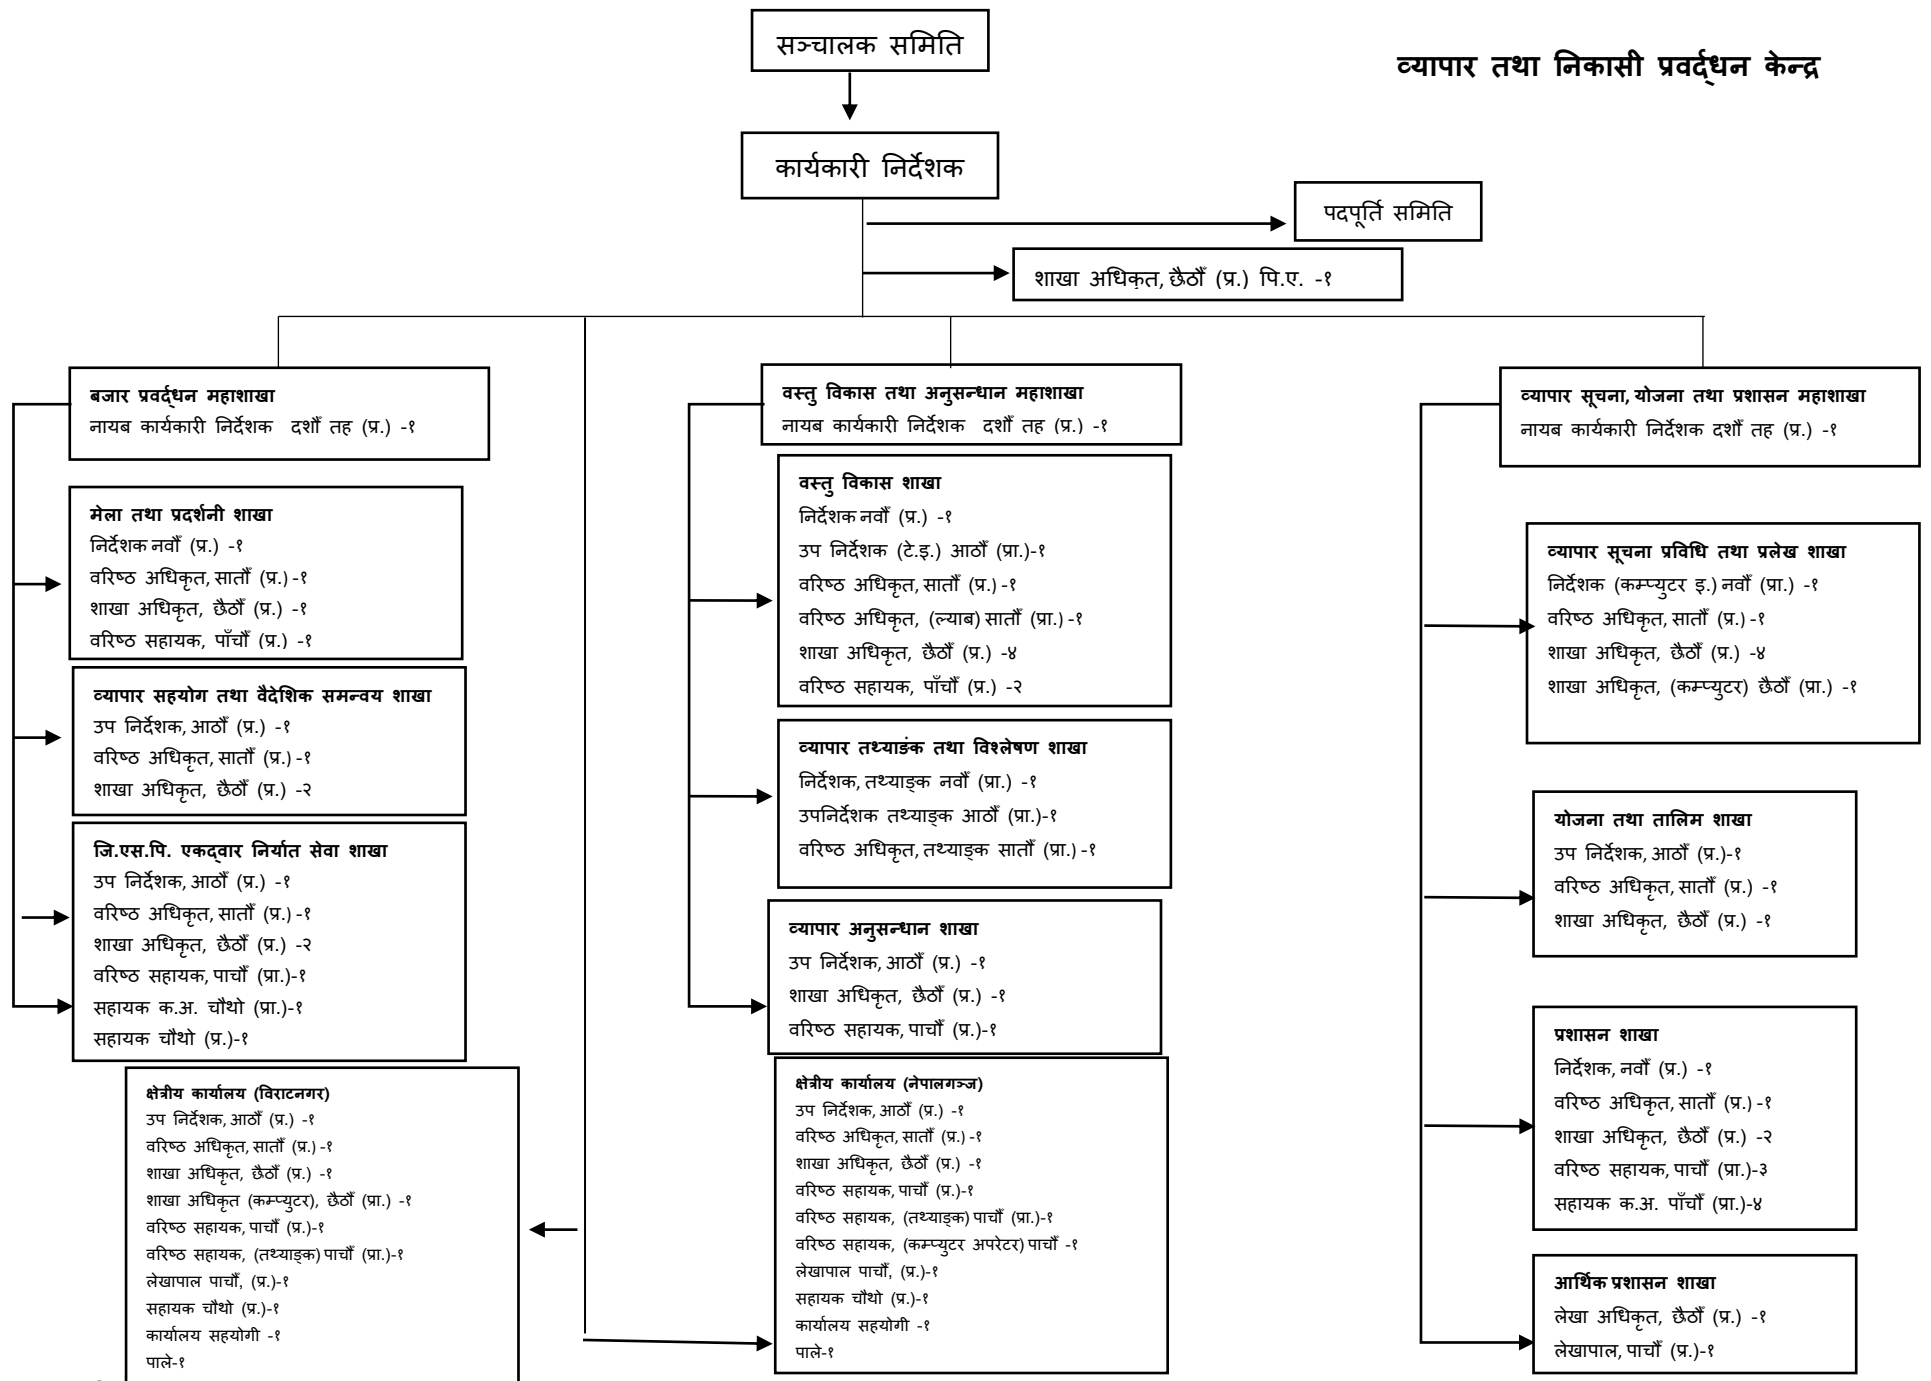 सञ्चालक समिति
व्यापार तथा निकासी प्रवर्द्धन केन्द्र
कार्यकारी निर्देशक
पदपूर्ति समिति
शाखा अधिकृत, छैठौँ (प्र.) पि.ए. -१
बजार प्रवर्द्धन महाशाखा
नायब कार्यकारी निर्देशक दशौँ तह (प्र.) -१
मेला तथा प्रदर्शनी शाखा
निर्देशक नवौँ (प्र.) -१
वरिष्ठ अधिकृत, सातौँ (प्र.) -१
शाखा अधिकृत, छैठौँ (प्र.) -१
वरिष्ठ सहायक, पाँचौँ (प्र.) -१
व्यापार सहयोग तथा वैदेशिक समन्वय शाखा
उप निर्देशक, आठौँ (प्र.) -१
वरिष्ठ अधिकृत, सातौँ (प्र.) -१
शाखा अधिकृत, छैठौँ (प्र.) -२
जि.एस.पि. एकद्वार निर्यात सेवा शाखा
उप निर्देशक, आठौँ (प्र.) -१
वरिष्ठ अधिकृत, सातौँ (प्र.) -१
शाखा अधिकृत, छैठौँ (प्र.) -२
वरिष्ठ सहायक, पाचौँ (प्रा.)-१
सहायक क.अ. चौथो (प्रा.)-१
सहायक चौथो (प्र.)-१
क्षेत्रीय कार्यालय (विराटनगर)
उप निर्देशक, आठौँ (प्र.) -१
वरिष्ठ अधिकृत, सातौँ (प्र.) -१
शाखा अधिकृत, छैठौँ (प्र.) -१
शाखा अधिकृत (कम्प्युटर), छैठौँ (प्रा.) -१
वरिष्ठ सहायक, पाचौँ (प्र.)-१
वरिष्ठ सहायक, (तथ्याङ्क) पाचौँ (प्रा.)-१
लेखापाल पाचौँ, (प्र.)-१
सहायक चौथो (प्र.)-१
कार्यालय सहयोगी -१
पाले-१
वस्तु विकास तथा अनुसन्धान महाशाखा
नायब कार्यकारी निर्देशक दशौँ तह (प्र.) -१
वस्तु विकास शाखा
निर्देशक नवौँ (प्र.) -१
उप निर्देशक (टे.इ.) आठौँ (प्रा.)-१
वरिष्ठ अधिकृत, सातौँ (प्र.) -१
वरिष्ठ अधिकृत, (ल्याब) सातौँ (प्रा.) -१
शाखा अधिकृत, छैठौँ (प्र.) -४
वरिष्ठ सहायक, पाँचौँ (प्र.) -२
व्यापार तथ्याङंक तथा विश्लेषण शाखा
निर्देशक, तथ्याङ्क नवौँ (प्रा.) -१
उपनिर्देशक तथ्याङ्क आठौँ (प्रा.)-१
वरिष्ठ अधिकृत, तथ्याङ्क सातौँ (प्रा.) -१
व्यापार अनुसन्धान शाखा
उप निर्देशक, आठौँ (प्र.) -१
शाखा अधिकृत, छैठौँ (प्र.) -१
वरिष्ठ सहायक, पाचौँ (प्र.)-१
क्षेत्रीय कार्यालय (नेपालगञ्ज)
उप निर्देशक, आठौँ (प्र.) -१
वरिष्ठ अधिकृत, सातौँ (प्र.) -१
शाखा अधिकृत, छैठौँ (प्र.) -१
वरिष्ठ सहायक, पाचौँ (प्र.)-१
वरिष्ठ सहायक, (तथ्याङ्क) पाचौँ (प्रा.)-१
वरिष्ठ सहायक, (कम्प्युटर अपरेटर) पाचौँ -१
लेखापाल पाचौँ, (प्र.)-१
सहायक चौथो (प्र.)-१
कार्यालय सहयोगी -१
पाले-१
व्यापार सूचना, योजना तथा प्रशासन महाशाखा
नायब कार्यकारी निर्देशक दशौँ तह (प्र.) -१
व्यापार सूचना प्रविधि तथा प्रलेख शाखा
निर्देशक (कम्प्युटर इ.) नवौँ (प्रा.) -१
वरिष्ठ अधिकृत, सातौँ (प्र.) -१
शाखा अधिकृत, छैठौँ (प्र.) -४
शाखा अधिकृत, (कम्प्युटर) छैठौँ (प्रा.) -१
योजना तथा तालिम शाखा
उप निर्देशक, आठौँ (प्र.)-१
वरिष्ठ अधिकृत, सातौँ (प्र.) -१
शाखा अधिकृत, छैठौँ (प्र.) -१
प्रशासन शाखा
निर्देशक, नवौँ (प्र.) -१
वरिष्ठ अधिकृत, सातौँ (प्र.) -१
शाखा अधिकृत, छैठौँ (प्र.) -२
वरिष्ठ सहायक, पाचौँ (प्रा.)-३
सहायक क.अ. पाँचौँ (प्रा.)-४
आर्थिक प्रशासन शाखा
लेखा अधिकृत, छैठौँ (प्र.) -१
लेखापाल, पाचौँ (प्र.)-१